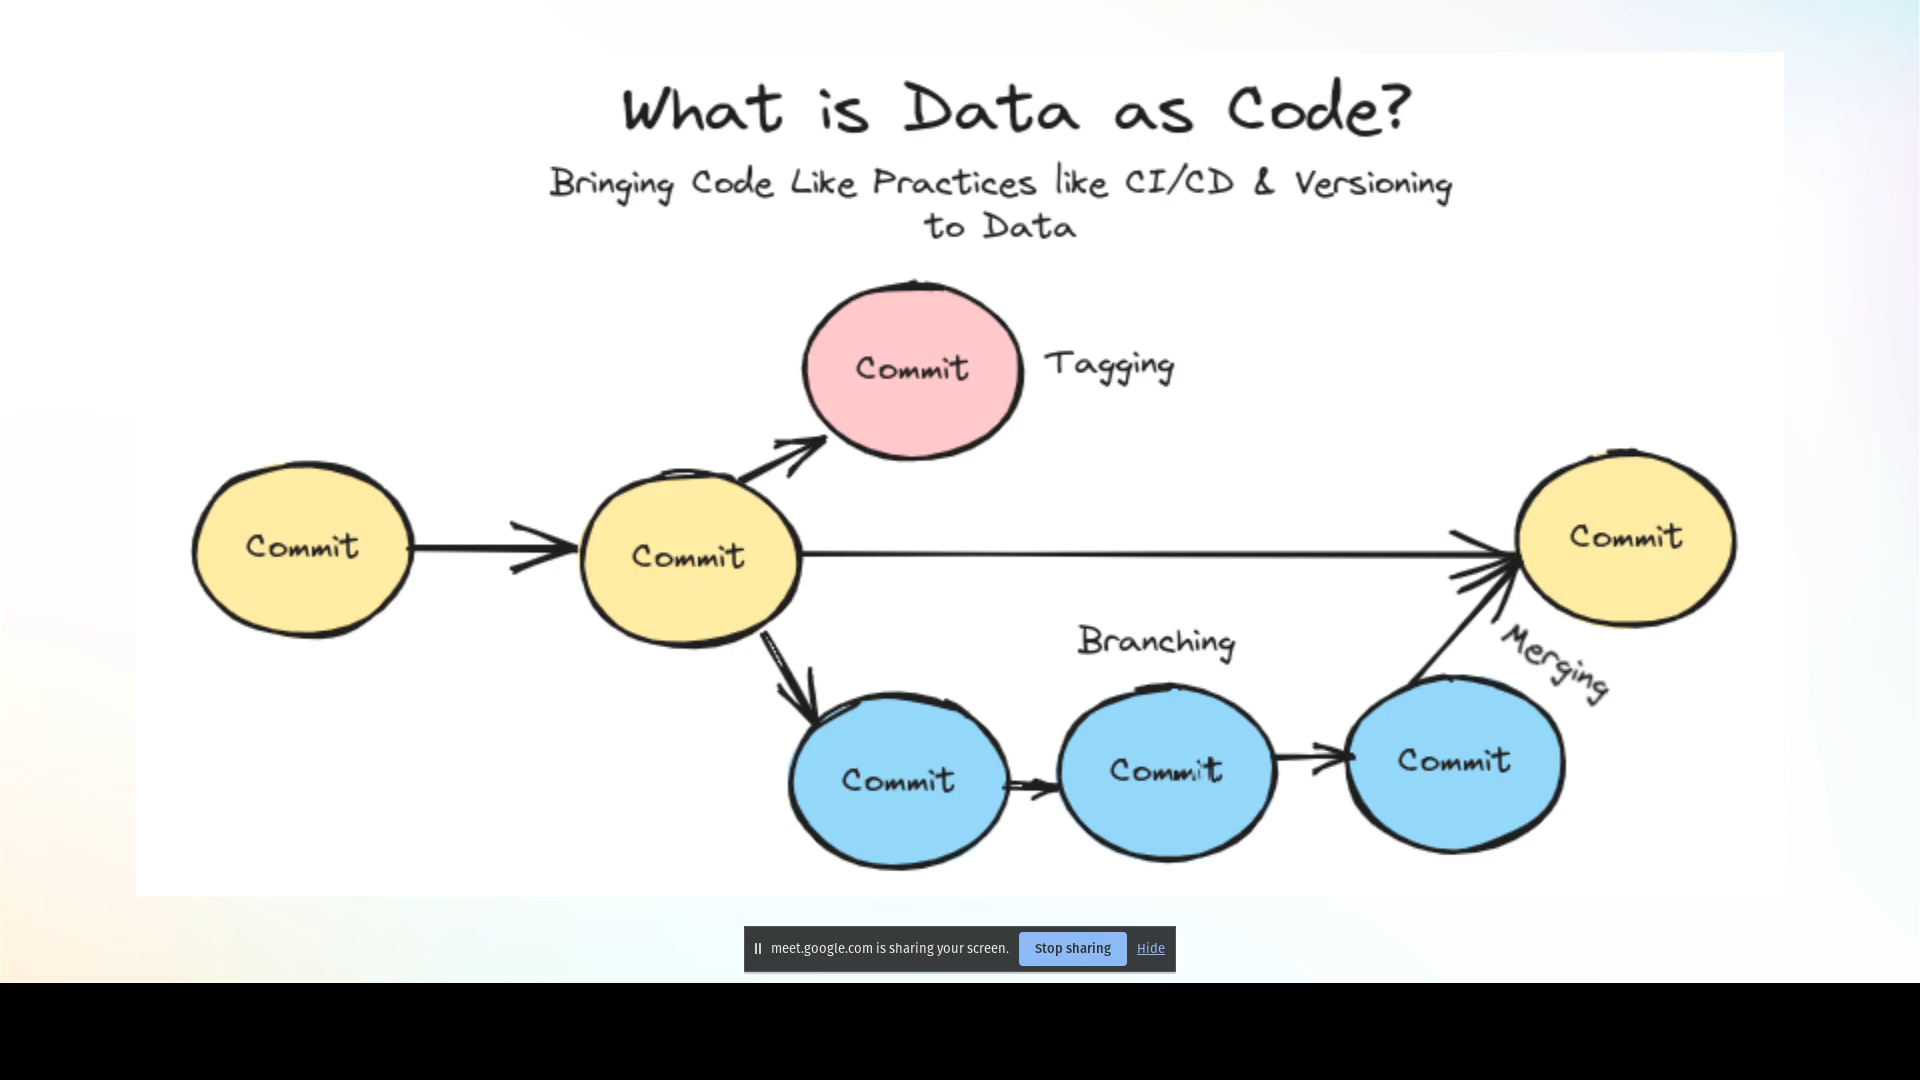 What is Data as Code?
Bringing Code Like Practices like CI/CD & Versioning
to Data
Commit
Tagging
Commit
Commit
Commit
Branching
Merging
Commit
Commit
Commit
meet.google.com is sharing your screen.
Stop sharing
Hide